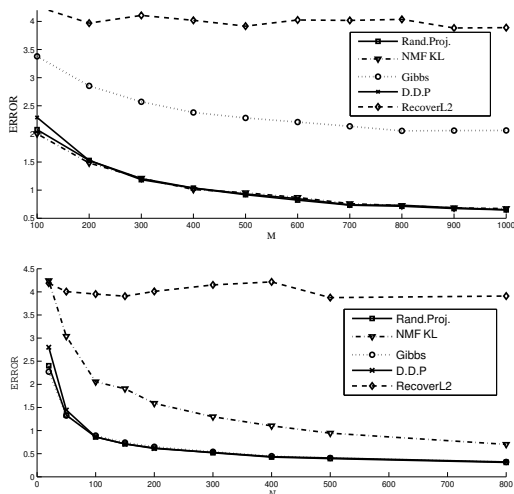 4
3.5
3
2.5
2
1.5
1
0.5
ERROR
100 200 300 400 500 600 700 800 900 1000
M
Rand.Proj.
NMF KL
Gibbs
D.D.P
RecoverL2
4.5
4
3.5
3
2.5
2
1.5
1
0.5
0
ERROR
0 100 200 300 400 500 600 700 800
Rand.Proj.
NMF KL
Gibbs
D.D.P
RecoverL2